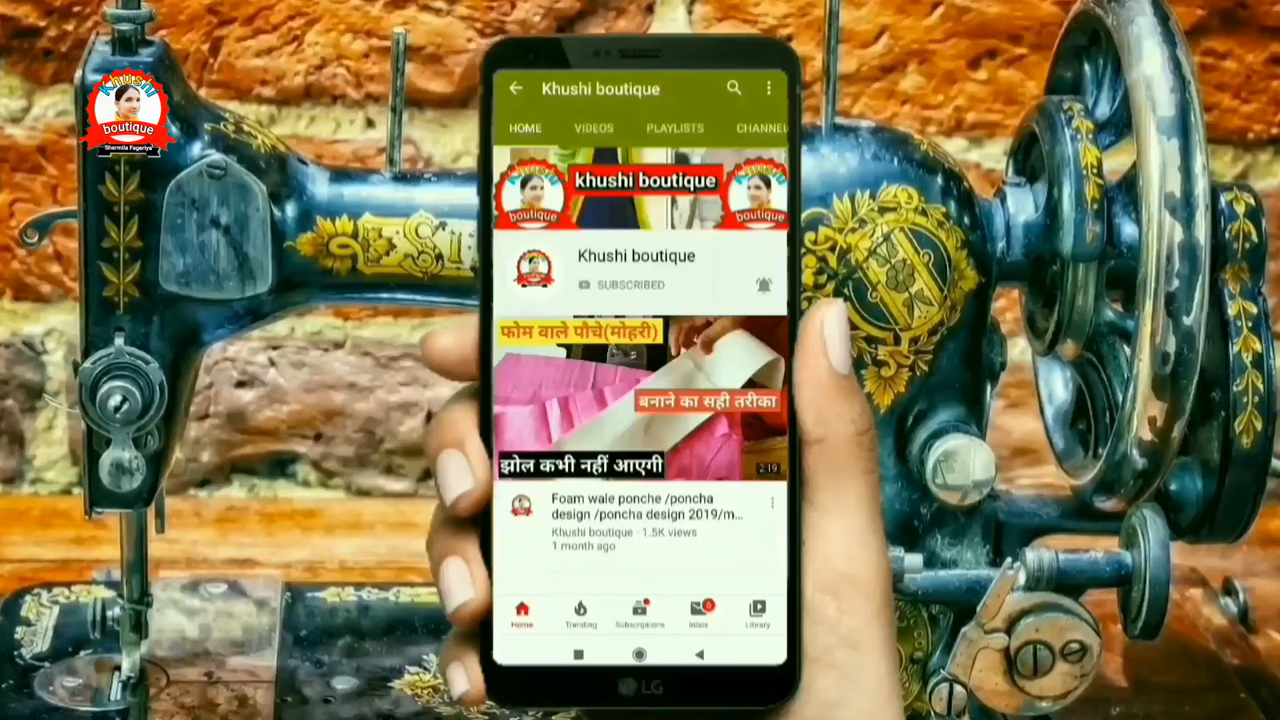 Khushi
boutique
Sharmila Fageriya
Khushi boutique
HOME VIDEOS PLAYLISTS CHANNEL
Khushi
boutique
khushi boutique
Khushi
boutique
Khushi boutique
SUBSCRIBED
फोम वाले पौचे(मोहरी)
बनाने का सही तरीका
झोल कभी नहीं आएगी
2:19
Foam wale ponche /poncha
design /poncha design 2019/m...
Khushi boutique · 1.5K views
1 month ago
Home Trending Subscriptions Inbox Library
LG